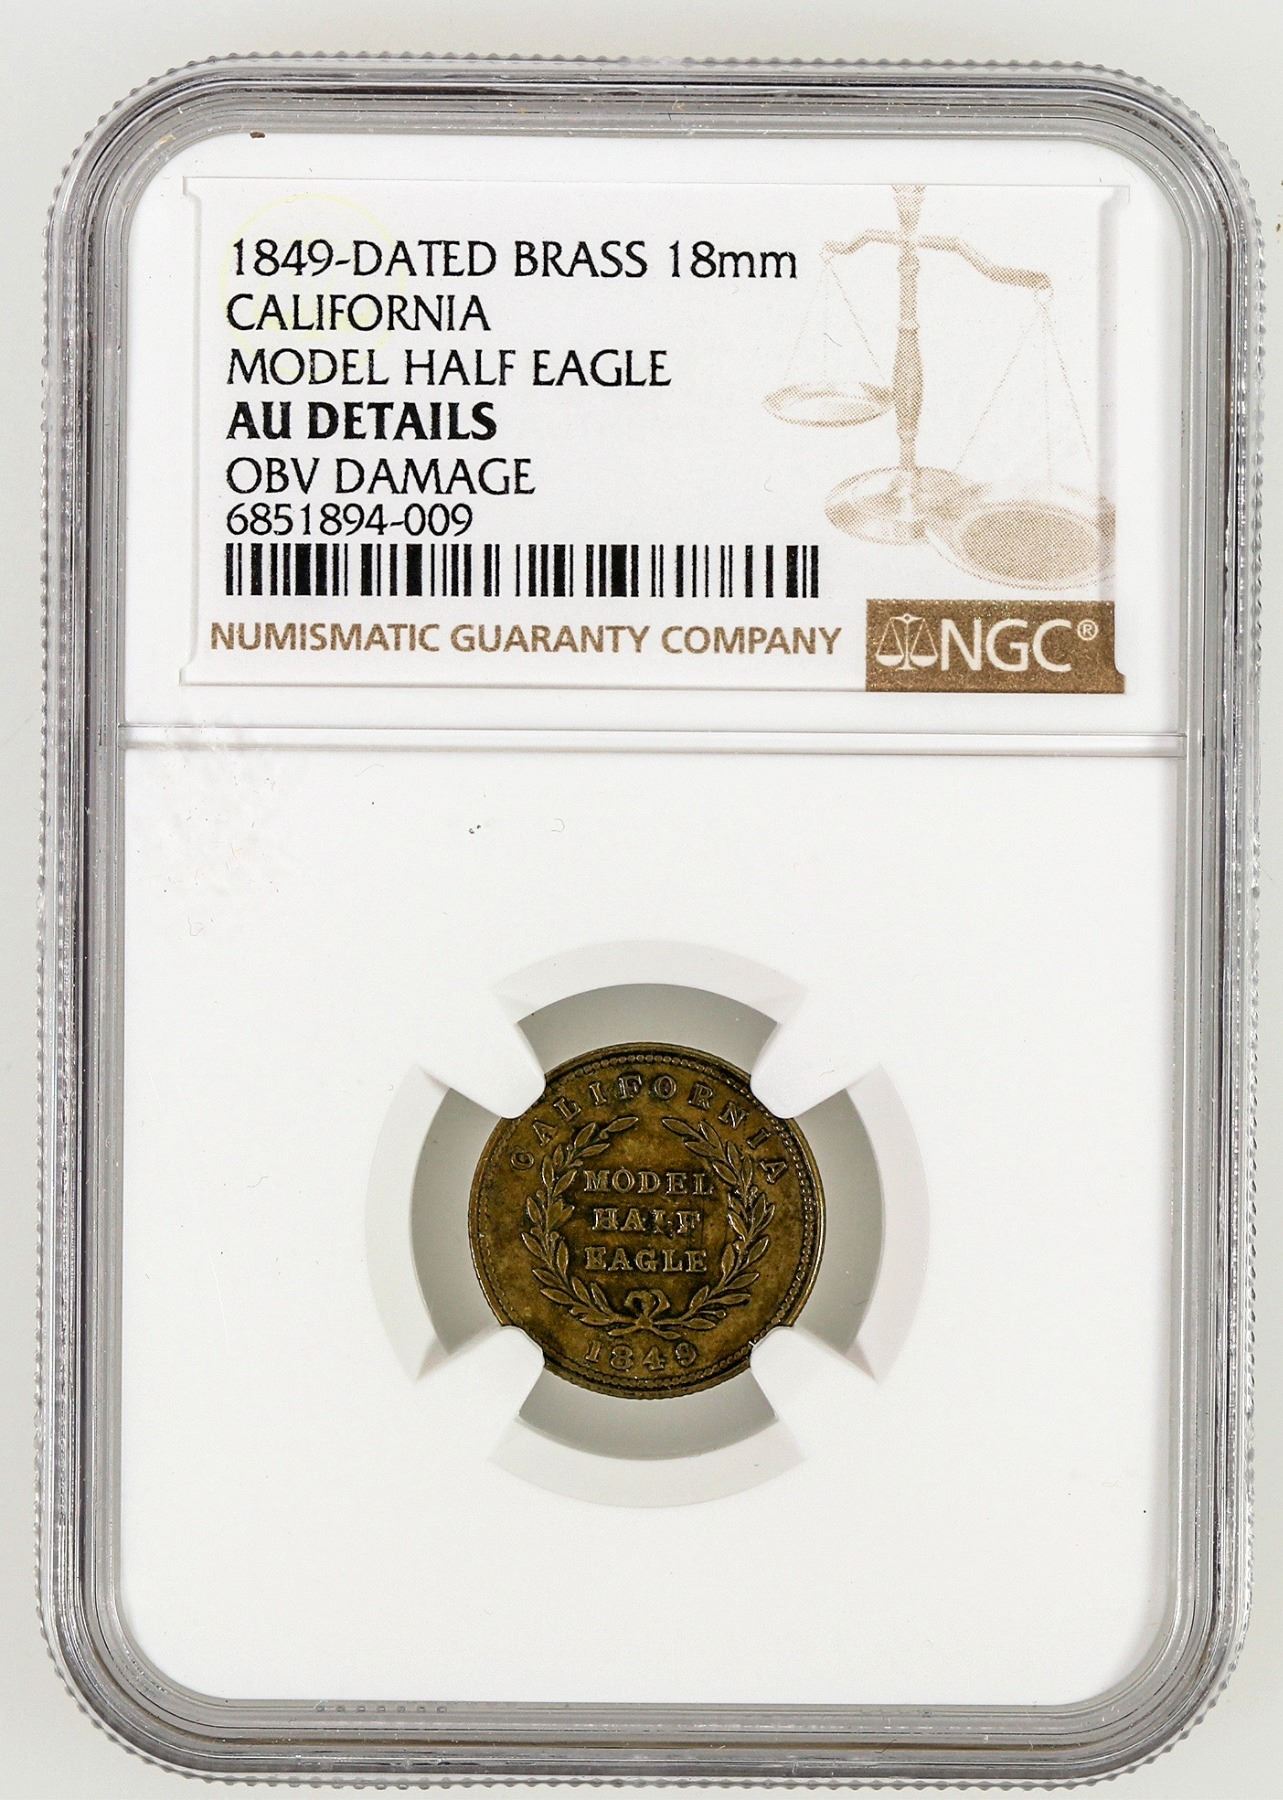 1849-DATED BRASS 18mm
CALIFORNIA
MODEL HALF EAGLE
AU DETAILS
OBV DAMAGE
6851894-009
NUMISMATIC GUARANTY COMPANY
NGC®
CALIFORNIA
MODEL
HALF
EAGLE
1849